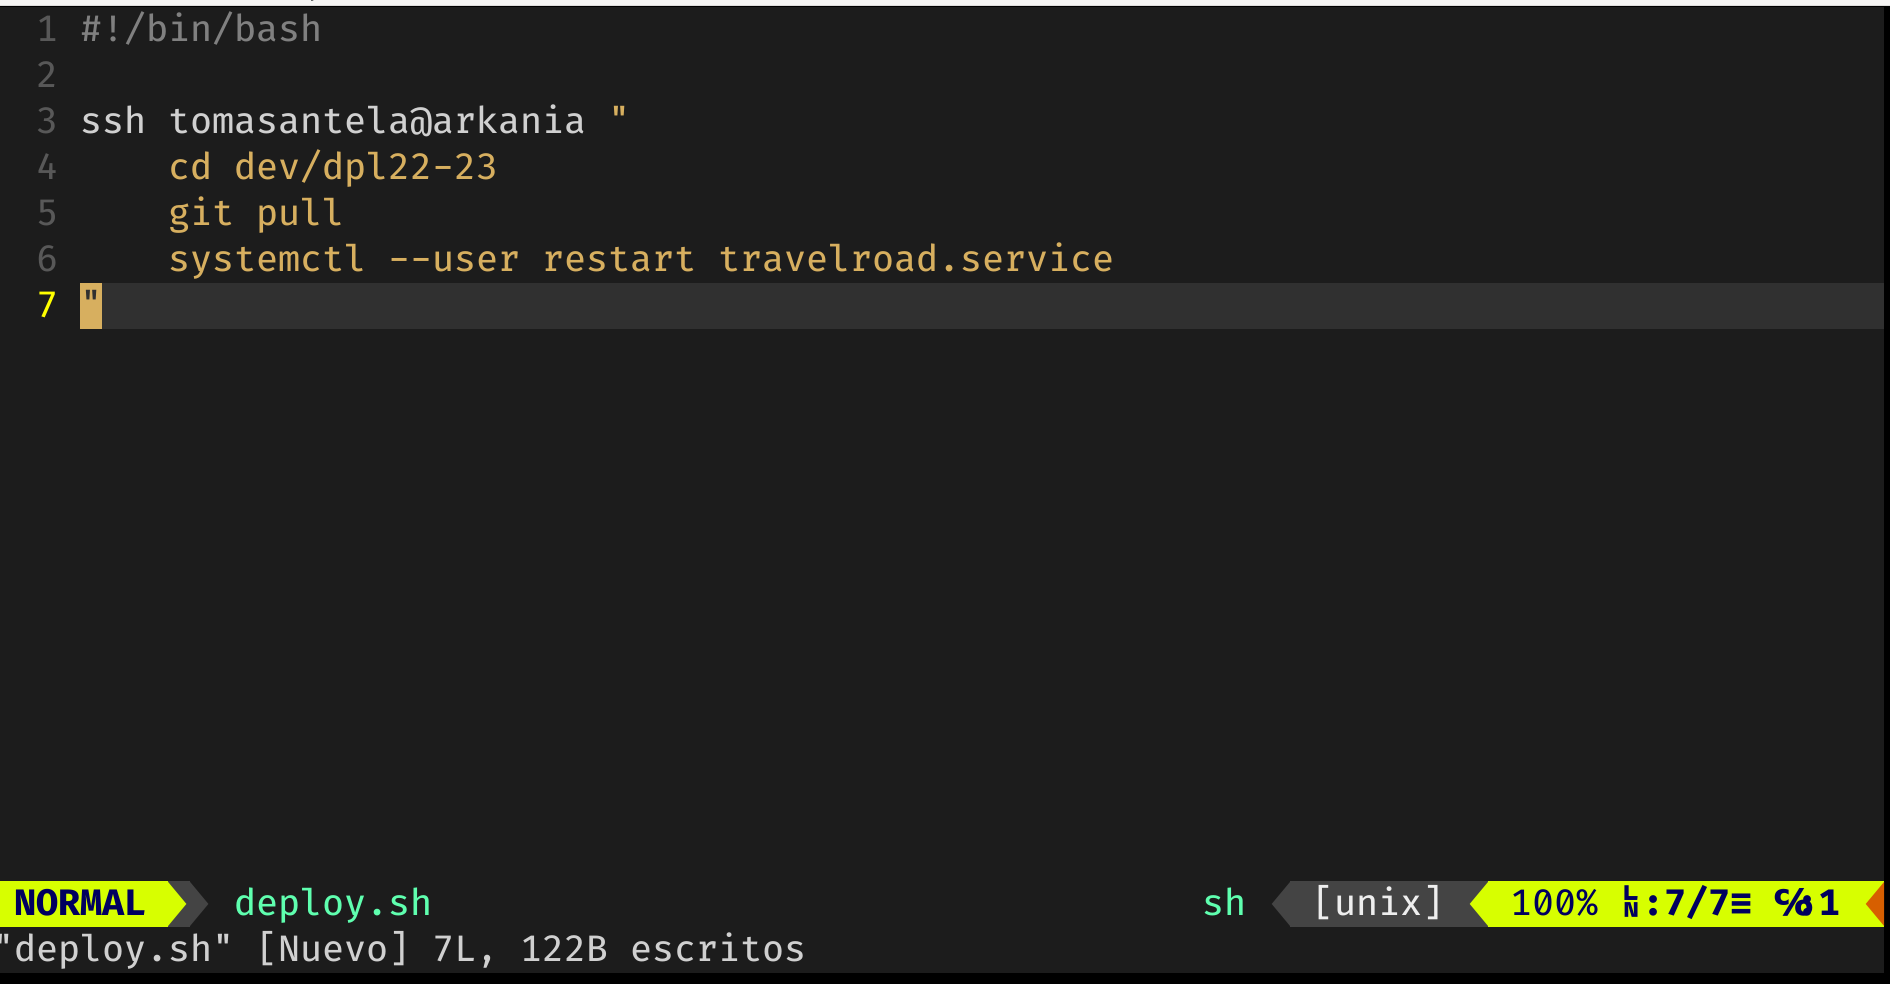 1 #!/bin/bash
2
3 ssh tomasantela@arkania "
4     cd dev/dpl22-23
5     git pull
6     systemctl --user restart travelroad.service
7 "
NORMAL deploy.sh sh [unix] 100% ␊:7/7≡ ℅:1
"deploy.sh" [Nuevo] 7L, 122B escritos